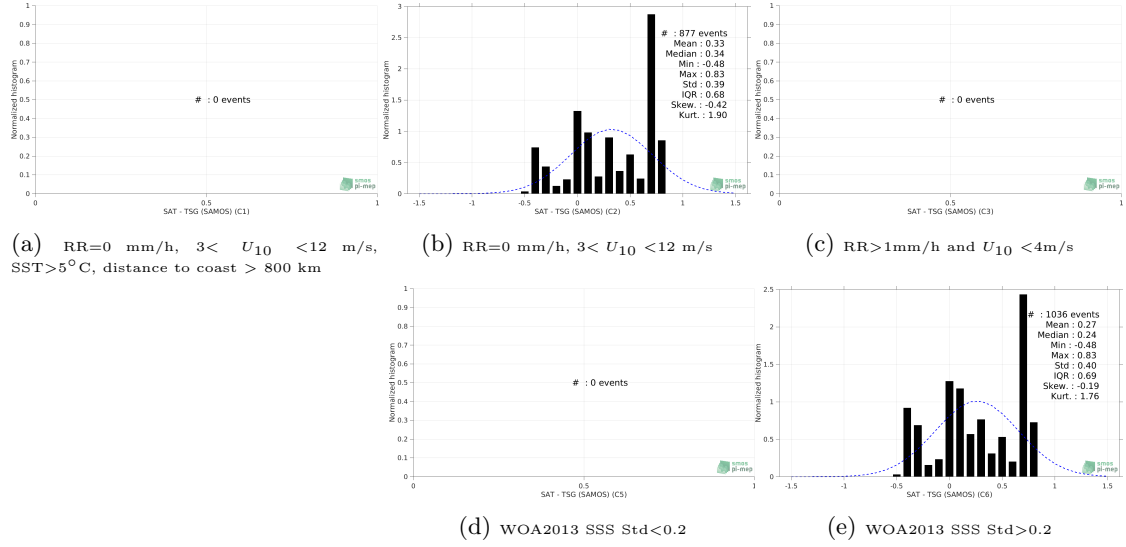 1
0.9
0.8
0.7
0.6
0.5
0.4
0.3
0.2
0.1
0
Normalized histogram
# : 0 events
smos
pi-mep
0 0.5 1
SAT - TSG (SAMOS) (C1)
3
2.5
2
1.5
1
0.5
0
Normalized histogram
# : 877 events
Mean : 0.33
Median : 0.34
Min : -0.48
Max : 0.83
Std : 0.39
IQR : 0.68
Skew. : -0.42
Kurt. : 1.90
smos
pi-mep
-1.5 -1 -0.5 0 0.5 1 1.5
SAT - TSG (SAMOS) (C2)
1
0.9
0.8
0.7
0.6
0.5
0.4
0.3
0.2
0.1
0
Normalized histogram
# : 0 events
smos
pi-mep
0 0.5 1
SAT - TSG (SAMOS) (C3)
(a) RR=0 mm/h, 3< U10 <12 m/s,
SST>5°C, distance to coast > 800 km
(b) RR=0 mm/h, 3< U10 <12 m/s
(c) RR>1mm/h and U10 <4m/s
1
0.9
0.8
0.7
0.6
0.5
0.4
0.3
0.2
0.1
0
Normalized histogram
# : 0 events
smos
pi-mep
0 0.5 1
SAT - TSG (SAMOS) (C5)
2.5
2
1.5
1
0.5
0
Normalized histogram
# : 1036 events
Mean : 0.27
Median : 0.24
Min : -0.48
Max : 0.83
Std : 0.40
IQR : 0.69
Skew. : -0.19
Kurt. : 1.76
smos
pi-mep
-1.5 -1 -0.5 0 0.5 1 1.5
SAT - TSG (SAMOS) (C6)
(d) WOA2013 SSS Std<0.2
(e) WOA2013 SSS Std>0.2